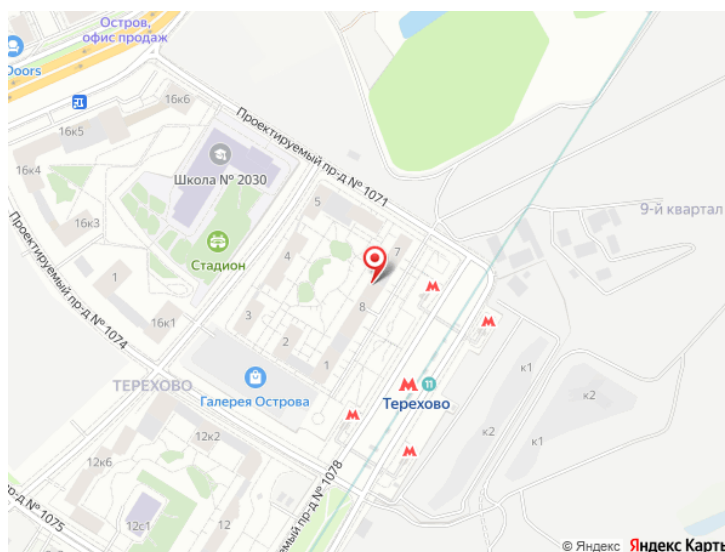 Остров,
офис продаж
Doors
16к6
16к5
Проектируемый пр-д № 1071
16к4
Школа № 2030
9-й квартал
5
16к3
7
Проектируемый пр-д № 1074
Стадион
4
1
8
3
16к1
2
1
к1
к2
11
ТЕРЕХОВО
Галерея Острова
Терехово
к2
к1
12к2
12к6
пр-д № 1078
12с1
12
пр-д № 1075
© Яндекс Яндекс Карты